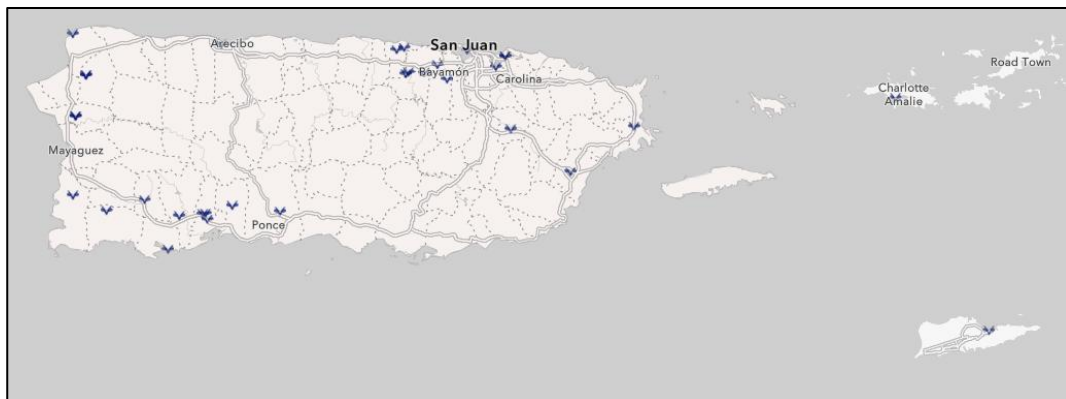 Arecibo
San Juan
Bayamón
Carolina
Mayaguez
Ponce
Charlotte
Amalie
Road Town